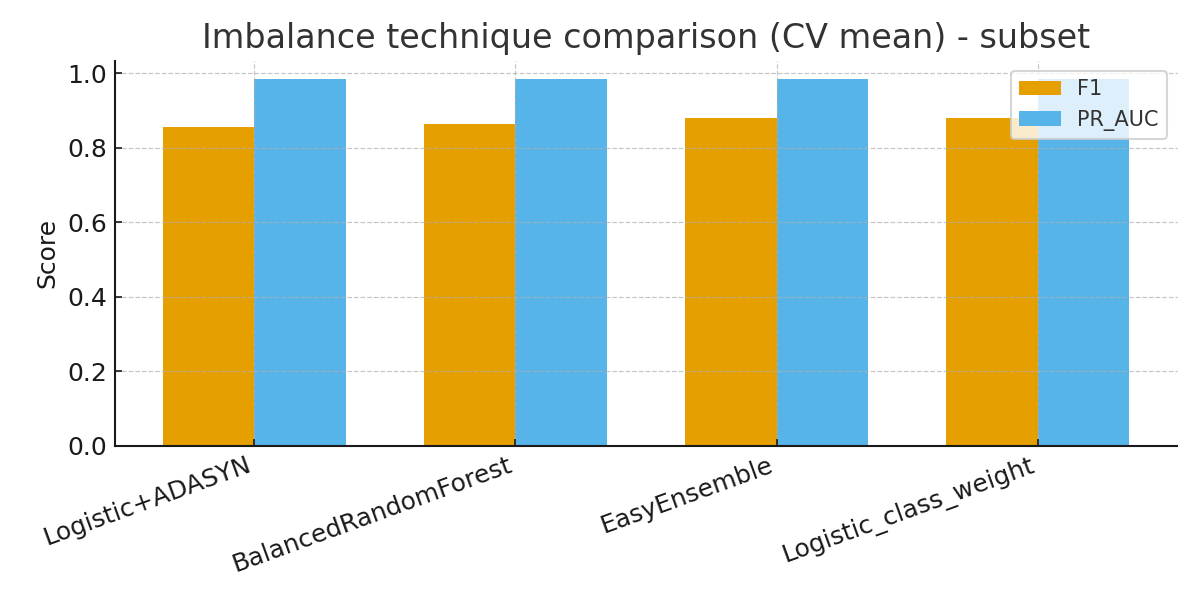 Imbalance technique comparison (CV mean) - subset
F1
PR_AUC
Score
1.0
0.8
0.6
0.4
0.2
0.0
Logistic+ADASYN
BalancedRandomForest
EasyEnsemble
Logistic_class_weight